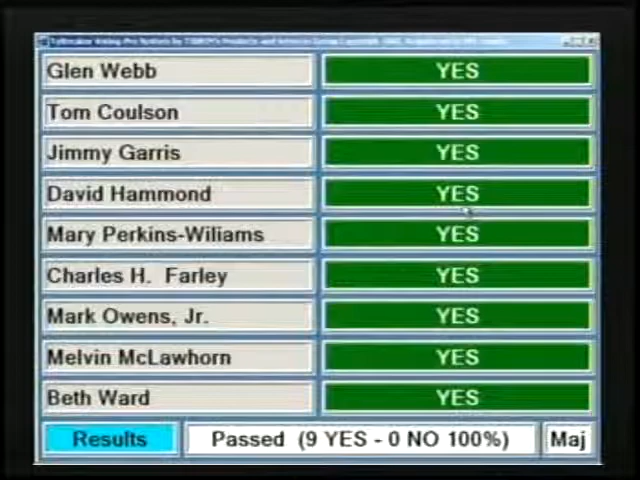 Glen Webb YES
Tom Coulson YES
Jimmy Garris YES
David Hammond YES
Mary Perkins-Wiliams YES
Charles H. Farley YES
Mark Owens, Jr. YES
Melvin McLawhorn YES
Beth Ward YES
Results Passed (9 YES - 0 NO 100%) Maj